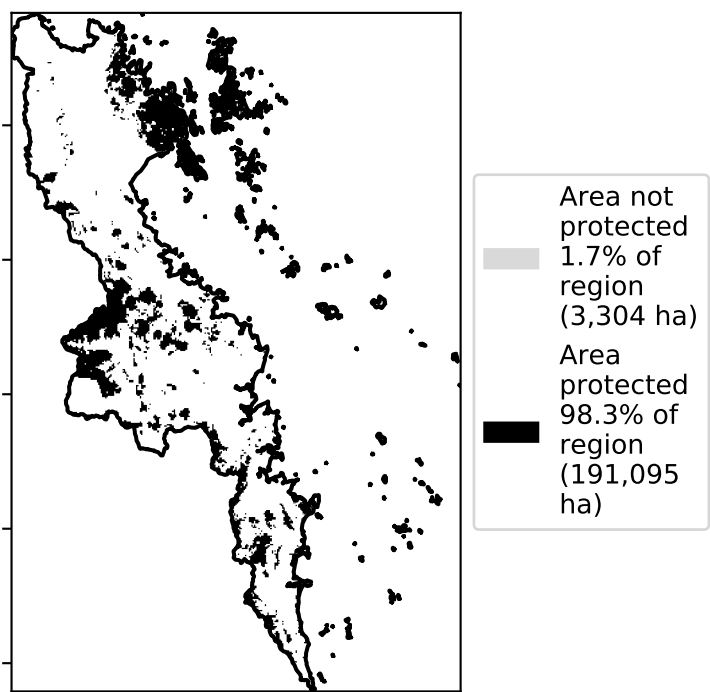 Area not
protected
1.7% of
region
(3,304 ha)
Area
protected
98.3% of
region
(191,095
ha)